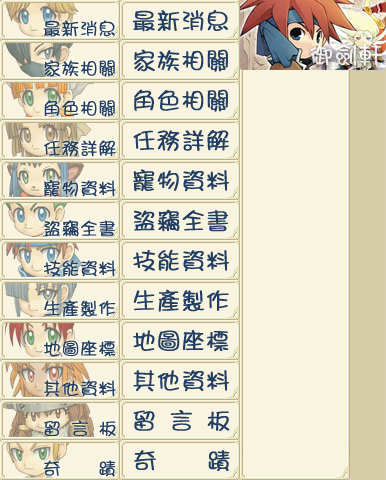 最新消息 最新消息 御劍軒
家族相關 家族相關
角色相關 角色相關
任務詳解 任務詳解
寵物資料 寵物資料
盜竊全書 盜竊全書
技能資料 技能資料
生產製作 生產製作
地圖座標 地圖座標
其他資料 其他資料
留言板 留言板
奇蹟 奇蹟